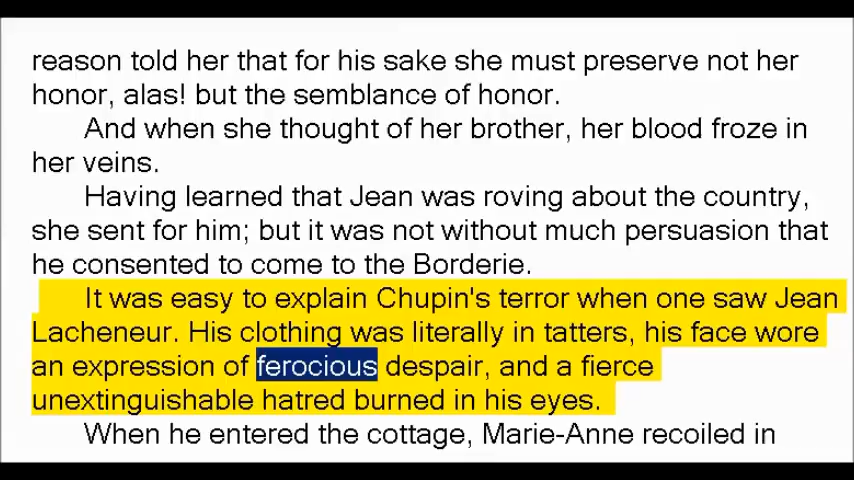 reason told her that for his sake she must preserve not her
honor, alas! but the semblance of honor.
And when she thought of her brother, her blood froze in
her veins.
Having learned that Jean was roving about the country,
she sent for him; but it was not without much persuasion that
he consented to come to the Borderie.
It was easy to explain Chupin's terror when one saw Jean
Lacheneur. His clothing was literally in tatters, his face wore
an expression of ferocious despair, and a fierce
unextinguishable hatred burned in his eyes.
When he entered the cottage, Marie-Anne recoiled in